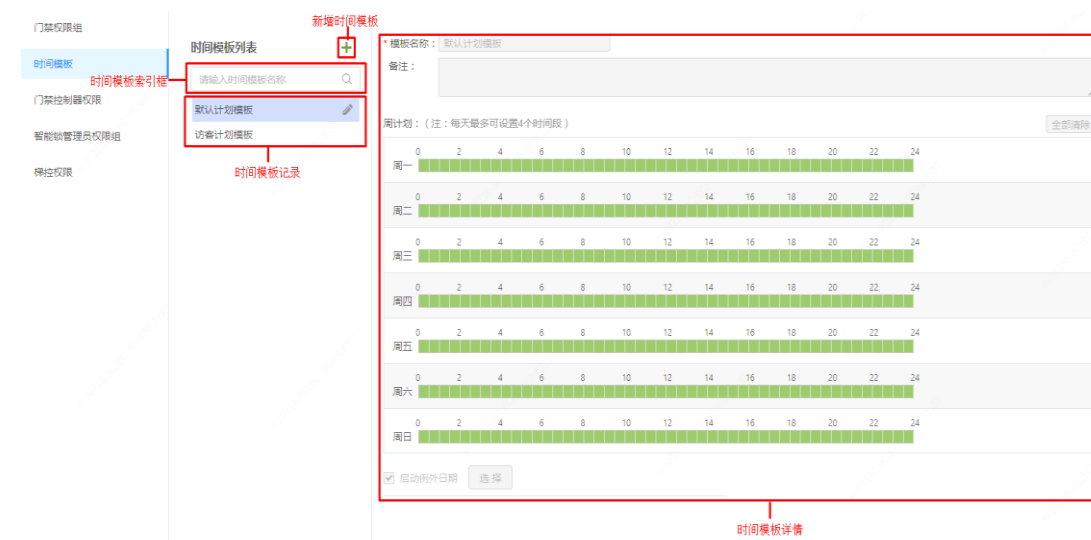 门禁权限组
时间模板
门禁控制器权限
智能锁管理员权限组
梯控权限
新增时间模板
时间模板列表
+
时间模板索引框
请输入时间模板名称
默认计划模板
访客计划模板
时间模板记录
* 模板名称： 默认计划模板
备注：
周计划：（注：每天最多可设置4个时间段） 全部清除
0 2 4 6 8 10 12 14 16 18 20 22 24
周一
0 2 4 6 8 10 12 14 16 18 20 22 24
周二
0 2 4 6 8 10 12 14 16 18 20 22 24
周三
0 2 4 6 8 10 12 14 16 18 20 22 24
周四
0 2 4 6 8 10 12 14 16 18 20 22 24
周五
0 2 4 6 8 10 12 14 16 18 20 22 24
周六
0 2 4 6 8 10 12 14 16 18 20 22 24
周日
启动例外日期 选 择
时间模板详情